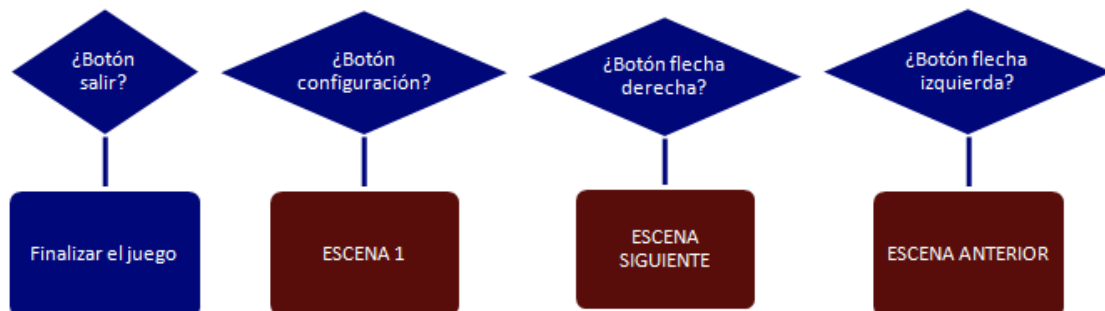 ¿Botón
salir?
¿Botón
configuración?
¿Botón flecha
derecha?
¿Botón flecha
izquierda?
Finalizar el juego
ESCENA 1
ESCENA
SIGUIENTE
ESCENA ANTERIOR